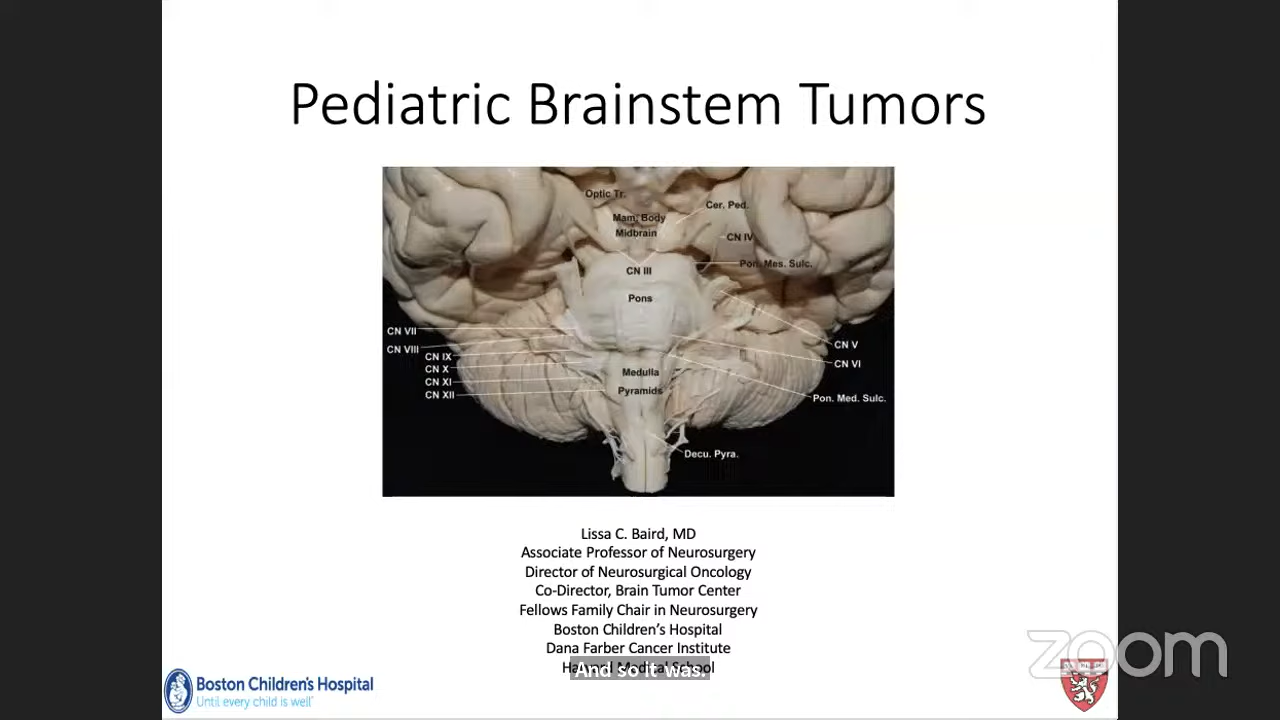 Pediatric Brainstem Tumors
Optic Tr.
Cer. Ped.
Mam. Body
Midbrain
CN IV
Pon. Mes. Sulc.
CN III
Pons
CN VII
CN VIII
CN V
CN IX
CN VI
CN X
Medulla
CN XI
Pyramids
CN XII
Pon. Med. Sulc.
Decu. Pyra.
Lissa C. Baird, MD
Associate Professor of Neurosurgery
Director of Neurosurgical Oncology
Co-Director, Brain Tumor Center
Fellows Family Chair in Neurosurgery
Boston Children's Hospital
Dana Farber Cancer Institute
School
And so it was.
Boston Children's Hospital
Until every child is well
zoom